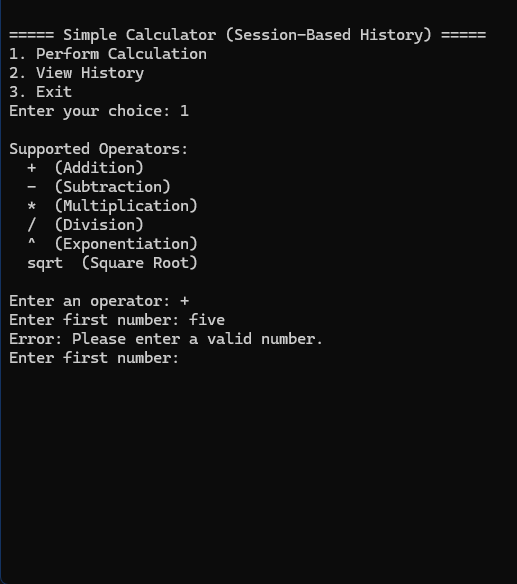 ===== Simple Calculator (Session-Based History) =====
1. Perform Calculation
2. View History
3. Exit
Enter your choice: 1
Supported Operators:
+ (Addition)
- (Subtraction)
* (Multiplication)
/ (Division)
^ (Exponentiation)
sqrt (Square Root)
Enter an operator: +
Enter first number: five
Error: Please enter a valid number.
Enter first number: